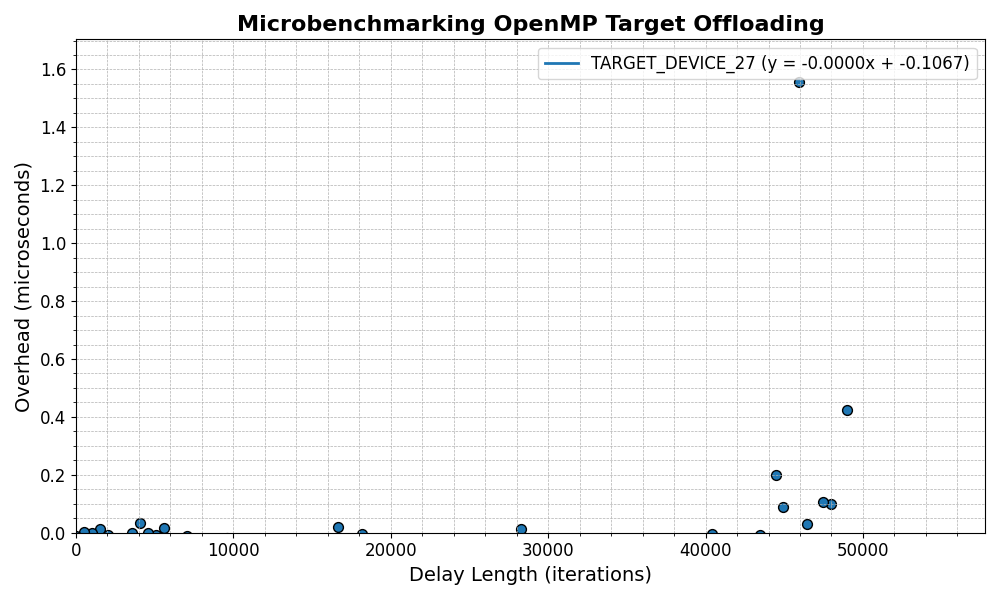 Microbenchmarking OpenMP Target Offloading
TARGET_DEVICE_27 (y = -0.0000x + -0.1067)
Overhead (microseconds)
1.6
1.4
1.2
1.0
0.8
0.6
0.4
0.2
0.0
0 10000 20000 30000 40000 50000
Delay Length (iterations)